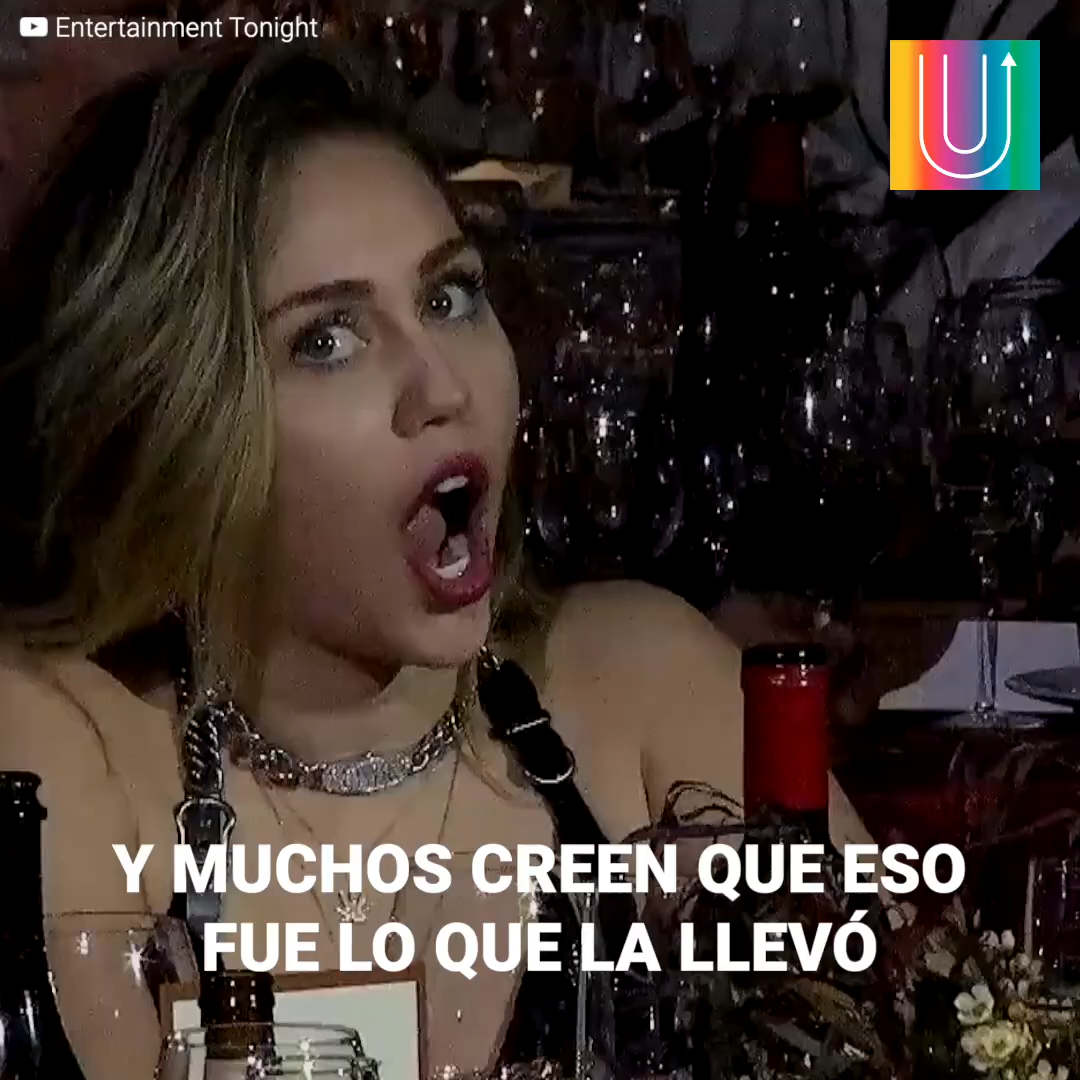 Entertainment Tonight
U
Y MUCHOS CREEN QUE ESO
FUE LO QUE LA LLEVÓ